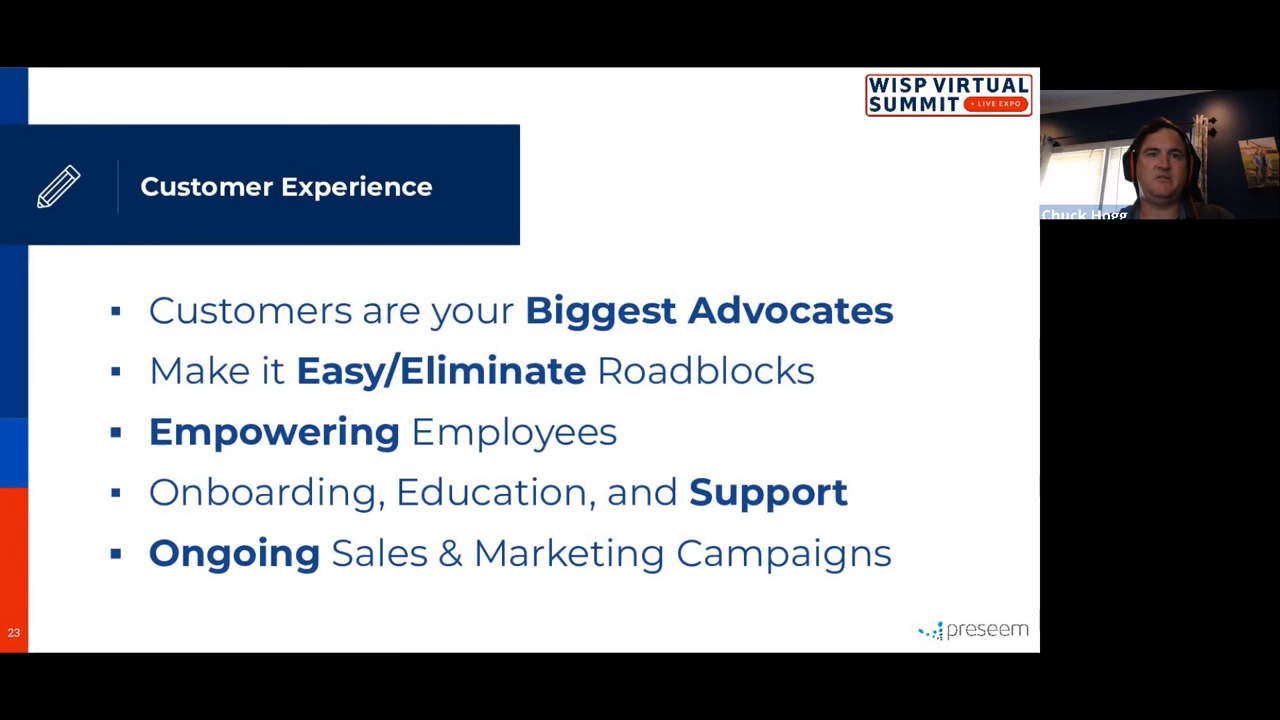 WISP VIRTUAL
SUMMIT + LIVE EXPO
Customer Experience
Chuck Hogg
▪ Customers are your Biggest Advocates
▪ Make it Easy/Eliminate Roadblocks
▪ Empowering Employees
▪ Onboarding, Education, and Support
▪ Ongoing Sales & Marketing Campaigns
23
preseem